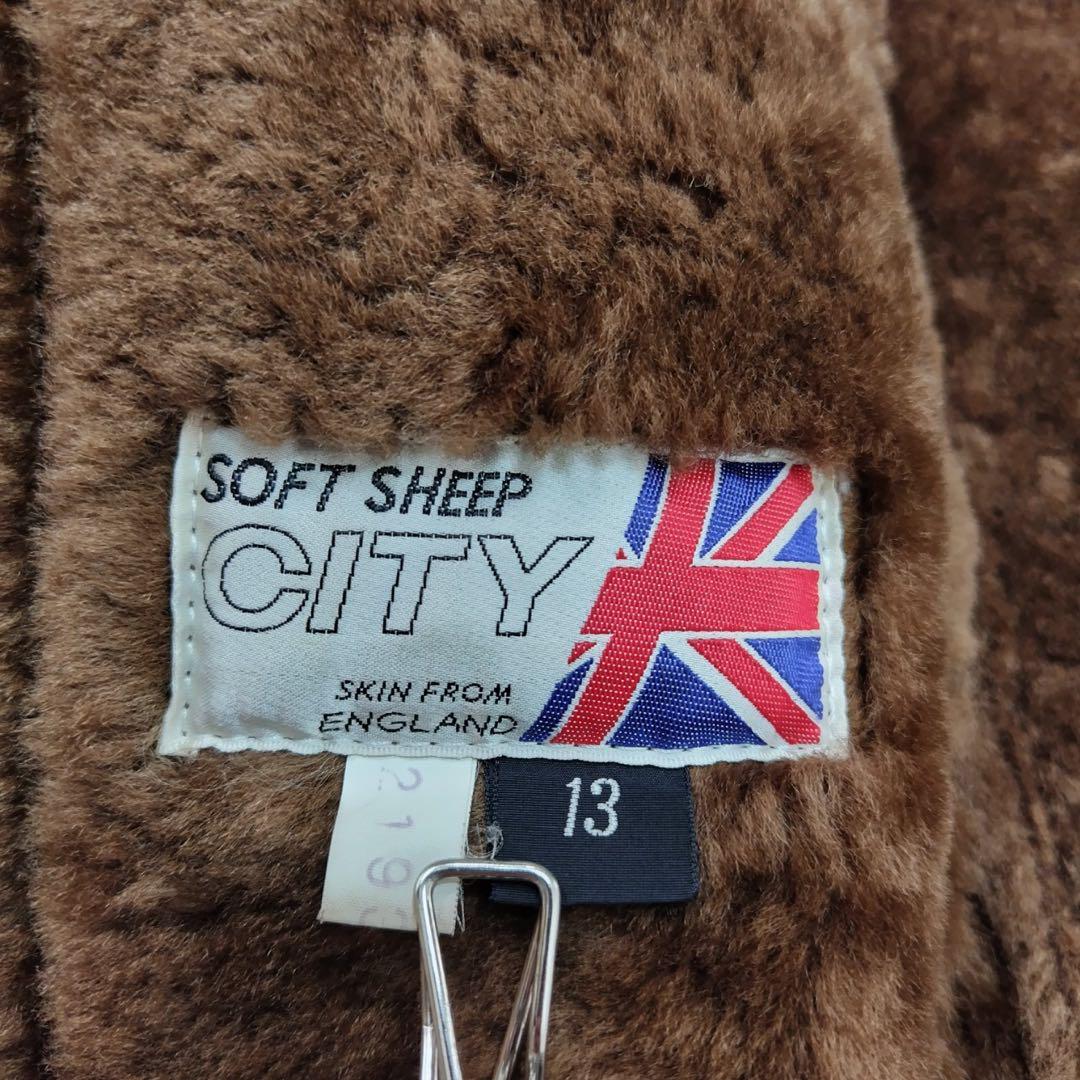 SOFT SHEEP
CITY
SKIN FROM
ENGLAND
13